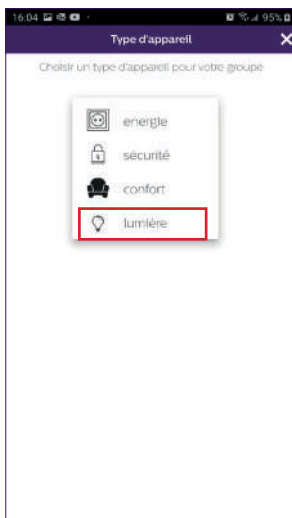 16:04 95%
Type d'appareil
Choisir un type d'appareil pour votre groupe
energie
sécurité
confort
lumière